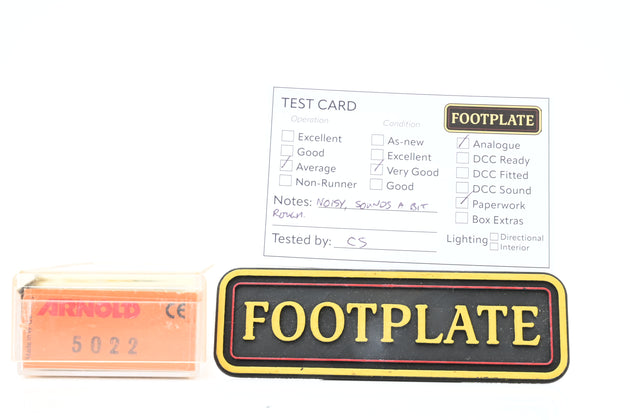 TEST CARD
FOOTPLATE
Operation
Condition
Excellent
Good
Average
Non-Runner
As-new
Excellent
Very Good
Good
Analogue
DCC Ready
DCC Fitted
DCC Sound
Paperwork
Box Extras
Notes: NOISY, SOUNDS A BIT
ROUGH.
Tested by: CS
Lighting
Directional
Interior
ARNOLD
CE
5022
FOOTPLATE